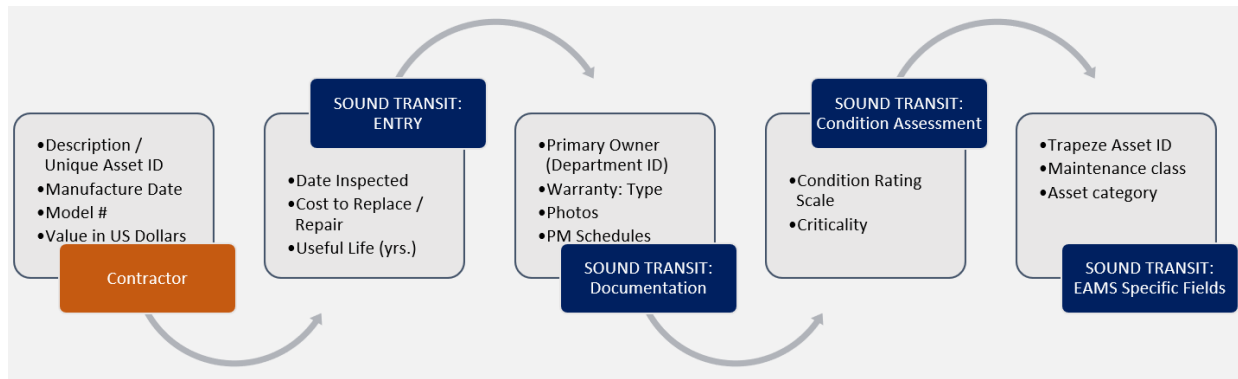 •Description /
Unique Asset ID
•Manufacture Date
•Model #
•Value in US Dollars
Contractor
SOUND TRANSIT:
ENTRY
•Date Inspected
•Cost to Replace /
Repair
•Useful Life (yrs.)
•Primary Owner
(Department ID)
•Warranty: Type
•Photos
•PM Schedules
SOUND TRANSIT:
Documentation
SOUND TRANSIT:
Condition Assessment
•Condition Rating
Scale
•Criticality
•Trapeze Asset ID
•Maintenance class
•Asset category
SOUND TRANSIT:
EAMS Specific Fields